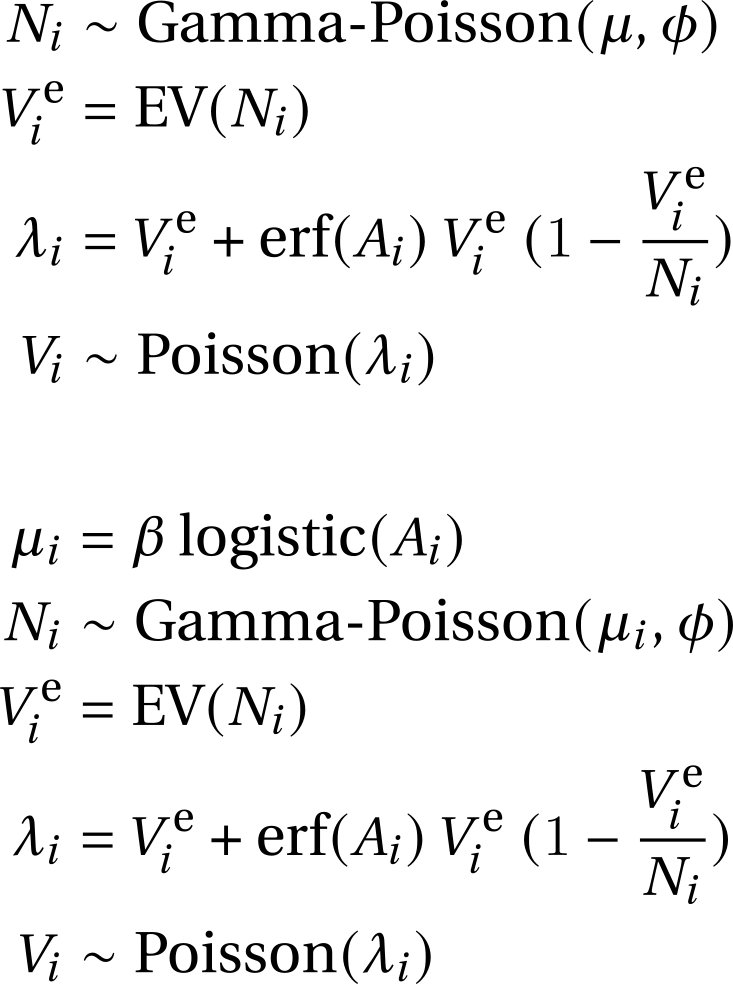 N_i ∼ Gamma-Poisson(μ, ϕ)
V_i^e = EV(N_i)
λ_i = V_i^e + erf(A_i) V_i^e (1 − V_i^e / N_i)
V_i ∼ Poisson(λ_i)
μ_i = β logistic(A_i)
N_i ∼ Gamma-Poisson(μ_i, ϕ)
V_i^e = EV(N_i)
λ_i = V_i^e + erf(A_i) V_i^e (1 − V_i^e / N_i)
V_i ∼ Poisson(λ_i)